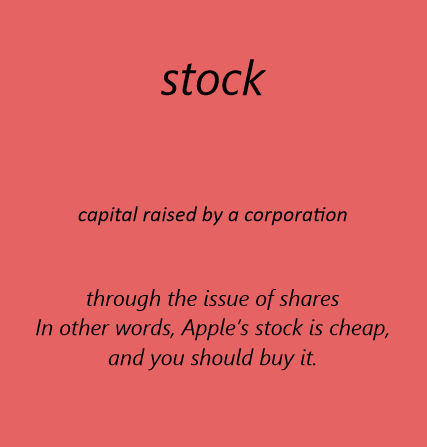 stock
capital raised by a corporation
through the issue of shares
In other words, Apple’s stock is cheap,
and you should buy it.